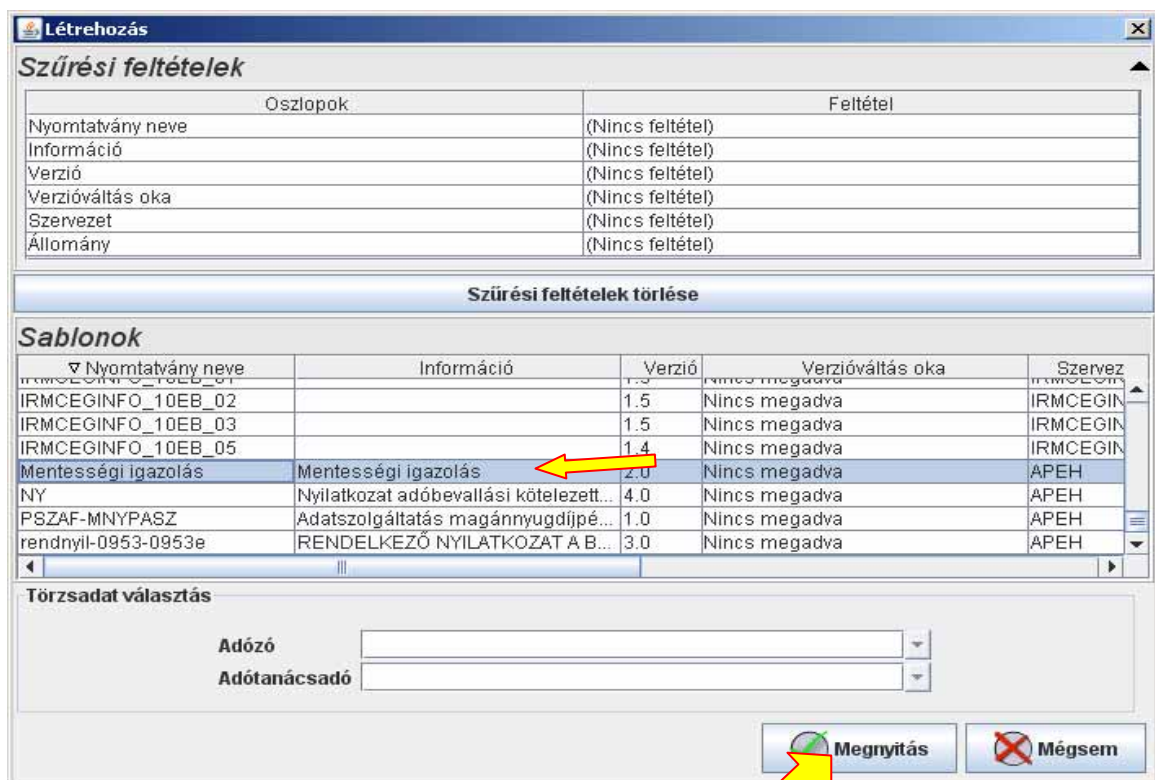 Létrehozás
Szűrési feltételek
Oszlopok Feltétel
Nyomtatvány neve (Nincs feltétel)
Információ (Nincs feltétel)
Verzió (Nincs feltétel)
Verzióváltás oka (Nincs feltétel)
Szervezet (Nincs feltétel)
Állomány (Nincs feltétel)
Szűrési feltételek törlése
Sablonok
Nyomtatvány neve Információ Verzió Verzióváltás oka Szervez
IRMCEGINFO_10EB_02 1.5 Nincs megadva IRMCEGIN
IRMCEGINFO_10EB_03 1.5 Nincs megadva IRMCEGIN
IRMCEGINFO_10EB_05 1.4 Nincs megadva IRMCEGIN
Mentességi igazolás Mentességi igazolás 2.0 Nincs megadva APEH
NY Nyilatkozat adóbevallási kötelezett... 4.0 Nincs megadva APEH
PSZAF-MNYPASZ Adatszolgáltatás magánnyugdíjpé... 1.0 Nincs megadva APEH
rendnyil-0953-0953e RENDELKEZŐ NYILATKOZAT A B... 3.0 Nincs megadva APEH
Törzsadat választás
Adózó
Adótanácsadó
Megnyitás Mégsem